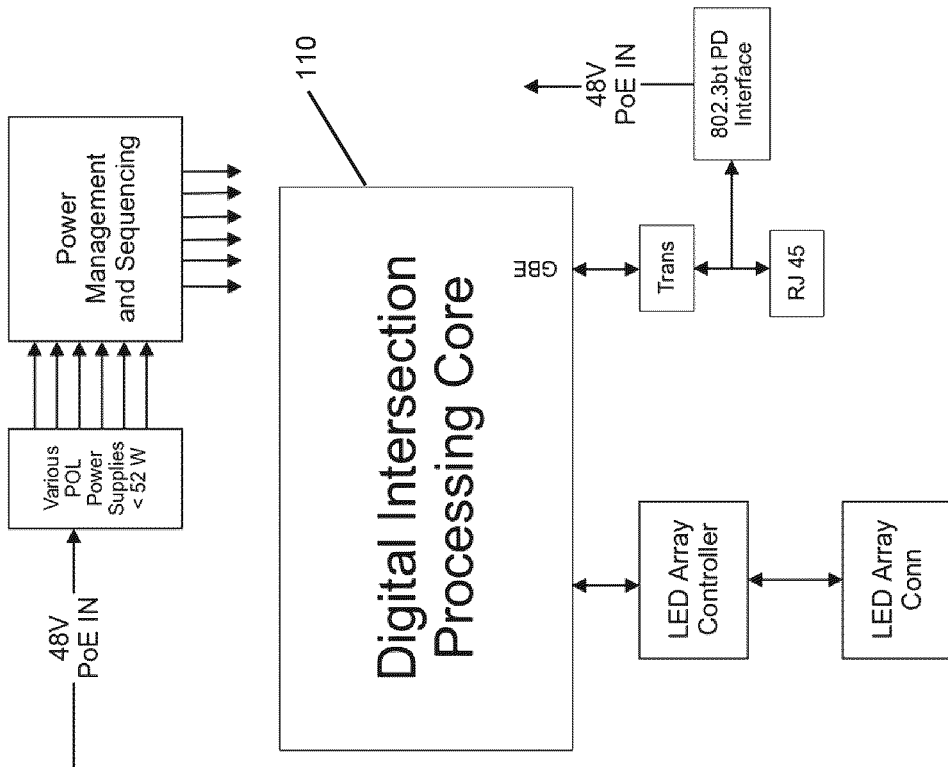 48V
PoE IN
Various
POL
Power
Supplies
< 52 W
Power
Management
and Sequencing
110
Digital Intersection
Processing Core
GBE
48V
PoE IN
802.3bt PD
Interface
Trans
RJ 45
LED Array
Controller
LED Array
Conn